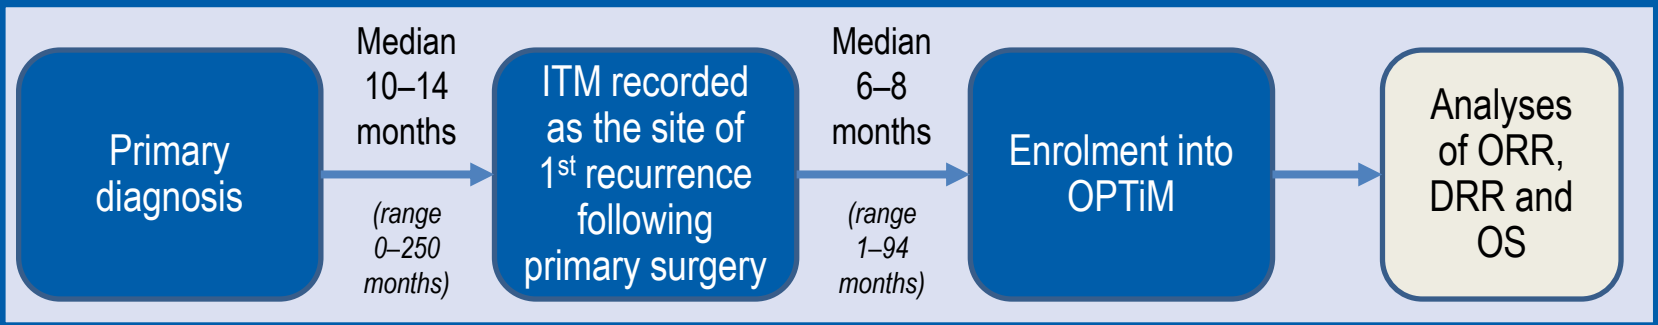 Primary
diagnosis
Median
10–14
months
(range
0–250
months)
ITM recorded
as the site of
1st recurrence
following
primary surgery
Median
6–8
months
(range
1–94
months)
Enrolment into
OPTiM
Analyses
of ORR,
DRR and
OS